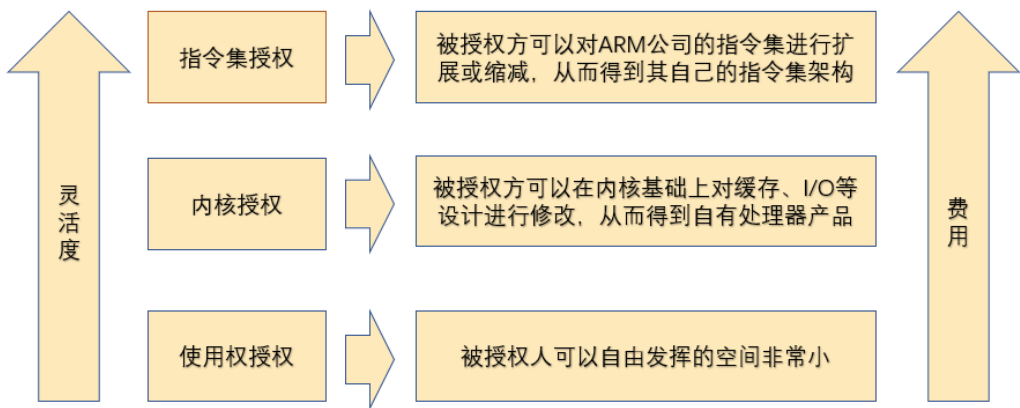 指令集授权
被授权方可以对ARM公司的指令集进行扩
展或缩减，从而得到其自己的指令集架构
灵活度
内核授权
被授权方可以在内核基础上对缓存、I/O等
设计进行修改，从而得到自有处理器产品
费用
使用权授权
被授权人可以自由发挥的空间非常小